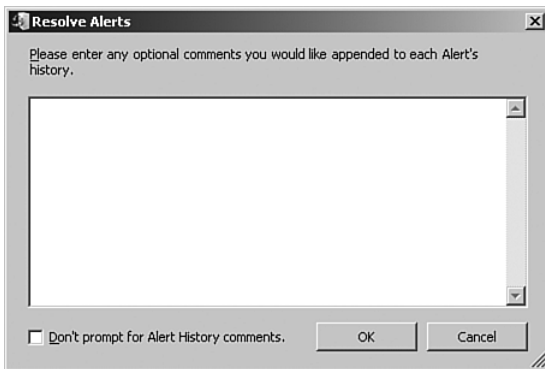 Resolve Alerts
Please enter any optional comments you would like appended to each Alert's
history.
Don't prompt for Alert History comments.
OK
Cancel